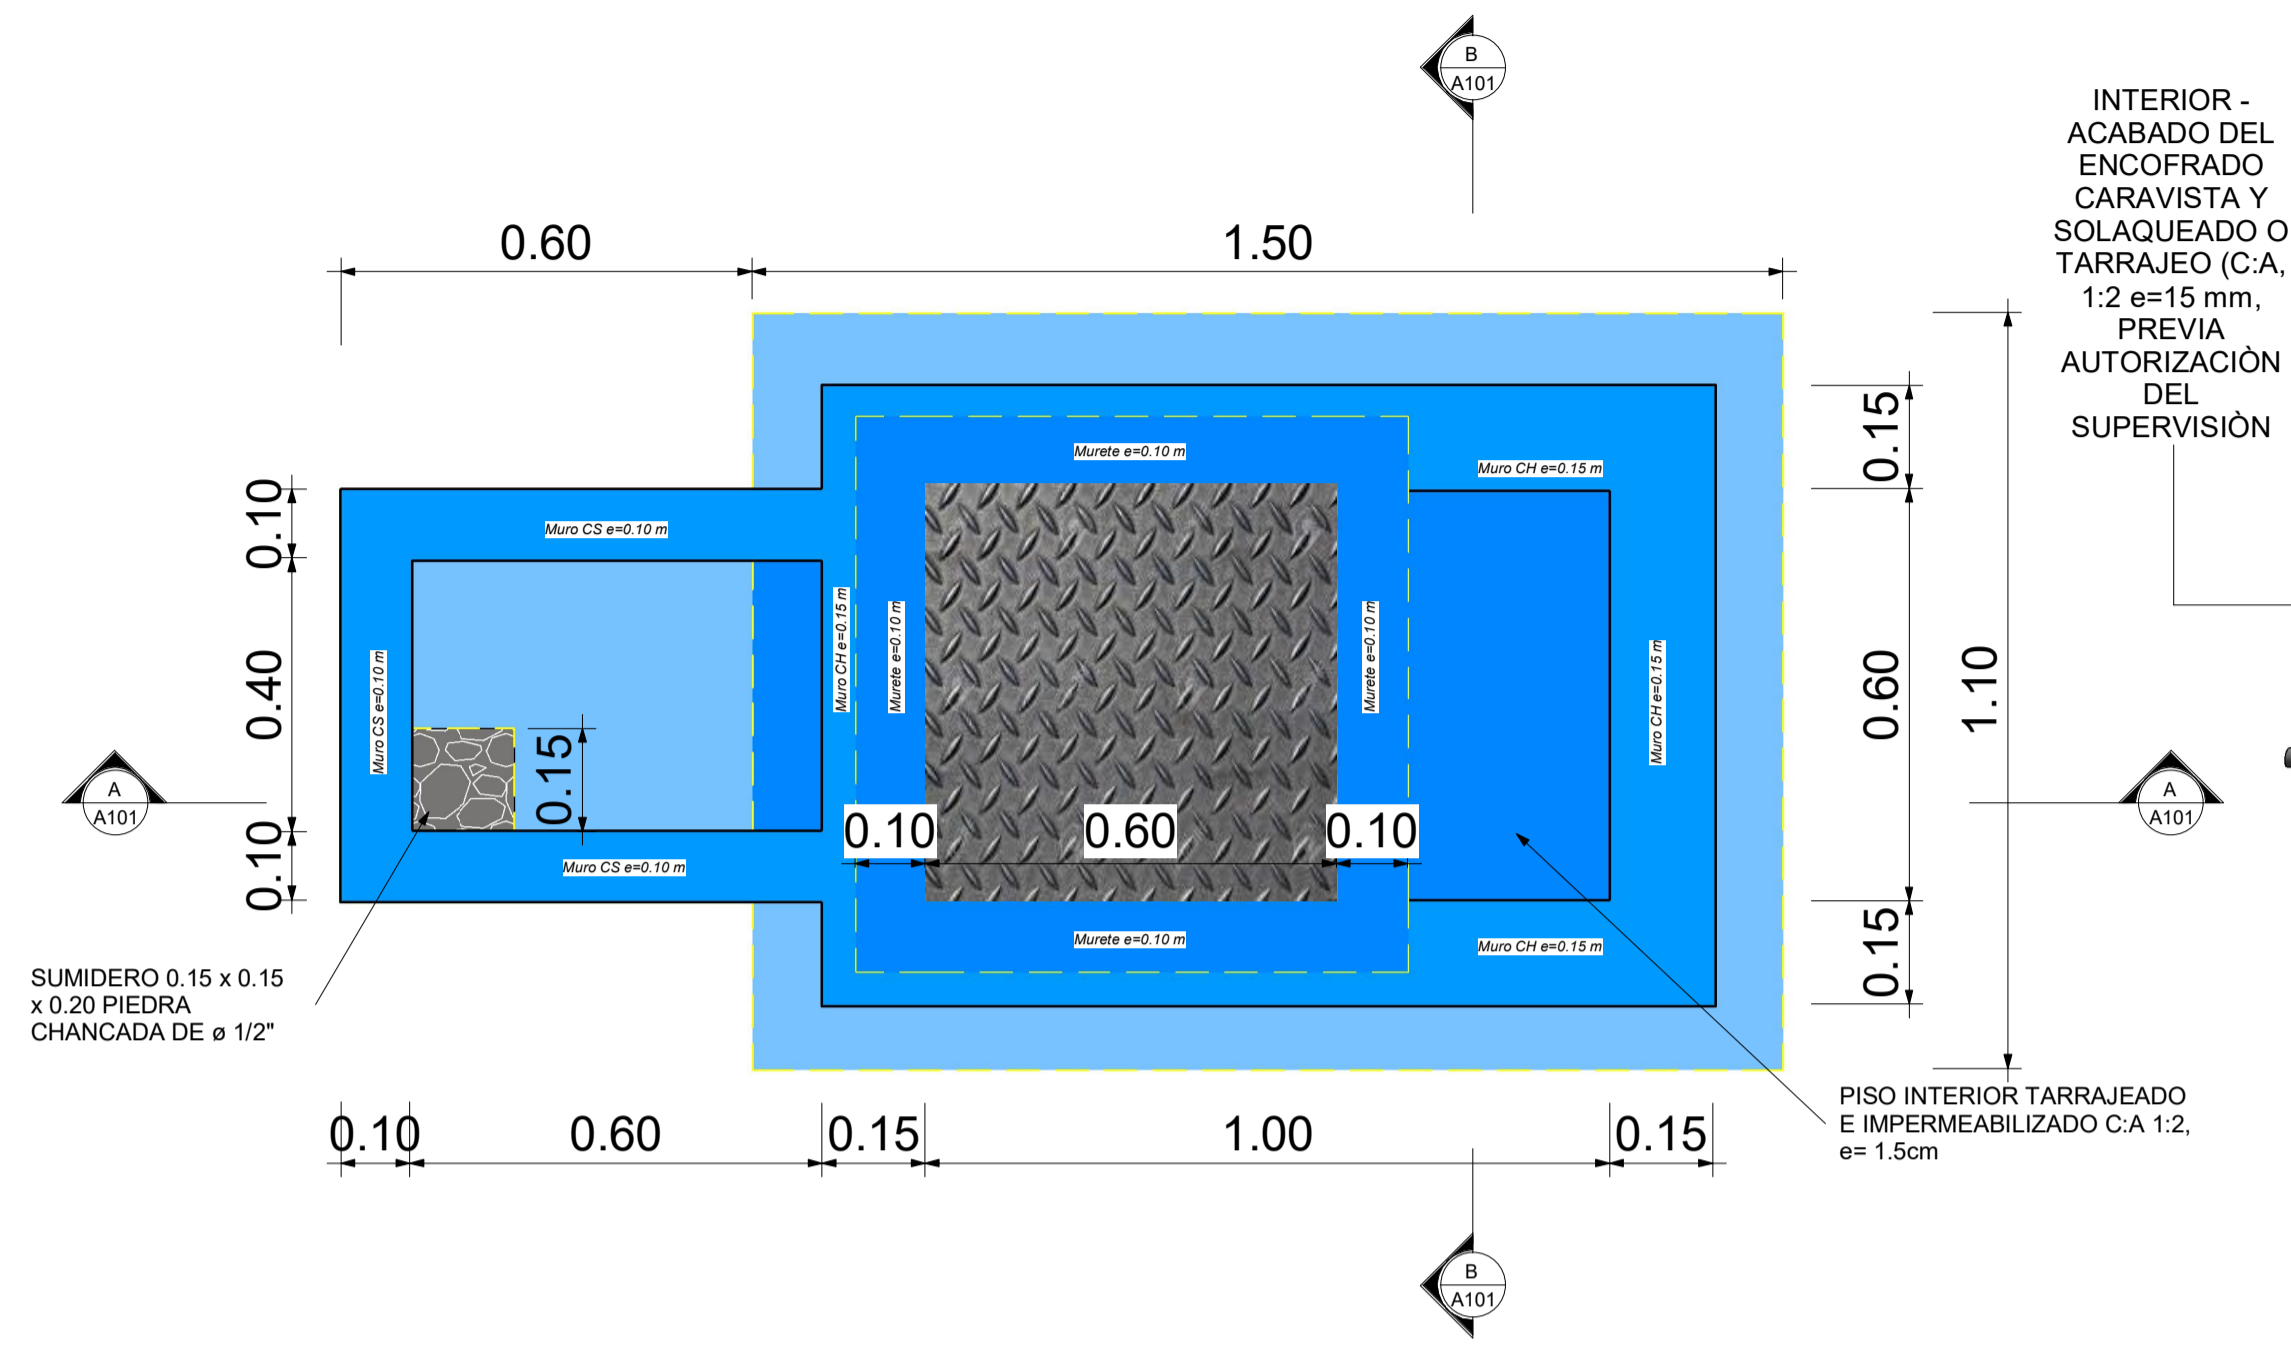 B
A101
INTERIOR -
ACABADO DEL
ENCOFRADO
CARAVISTA Y
SOLAQUEADO O
TARRAJEO (C:A,
1:2 e=15 mm,
PREVIA
AUTORIZACIÒN
DEL
SUPERVISIÒN
0.60
1.50
0.15
0.60
0.15
1.10
0.10
0.40
0.10
Murete e=0.10 m
Muro CH e=0.15 m
Muro CS e=0.10 m
Muro CS e=0.10 m
Muro CH e=0.15 m
Murete e=0.10 m
Murete e=0.10 m
Muro CH e=0.15 m
0.15
A
A101
A
A101
0.10
0.60
0.10
Muro CS e=0.10 m
Murete e=0.10 m
Muro CH e=0.15 m
SUMIDERO 0.15 x 0.15
x 0.20 PIEDRA
CHANCADA DE ø 1/2"
PISO INTERIOR TARRAJEADO
E IMPERMEABILIZADO C:A 1:2,
e= 1.5cm
0.10
0.60
0.15
1.00
0.15
B
A101